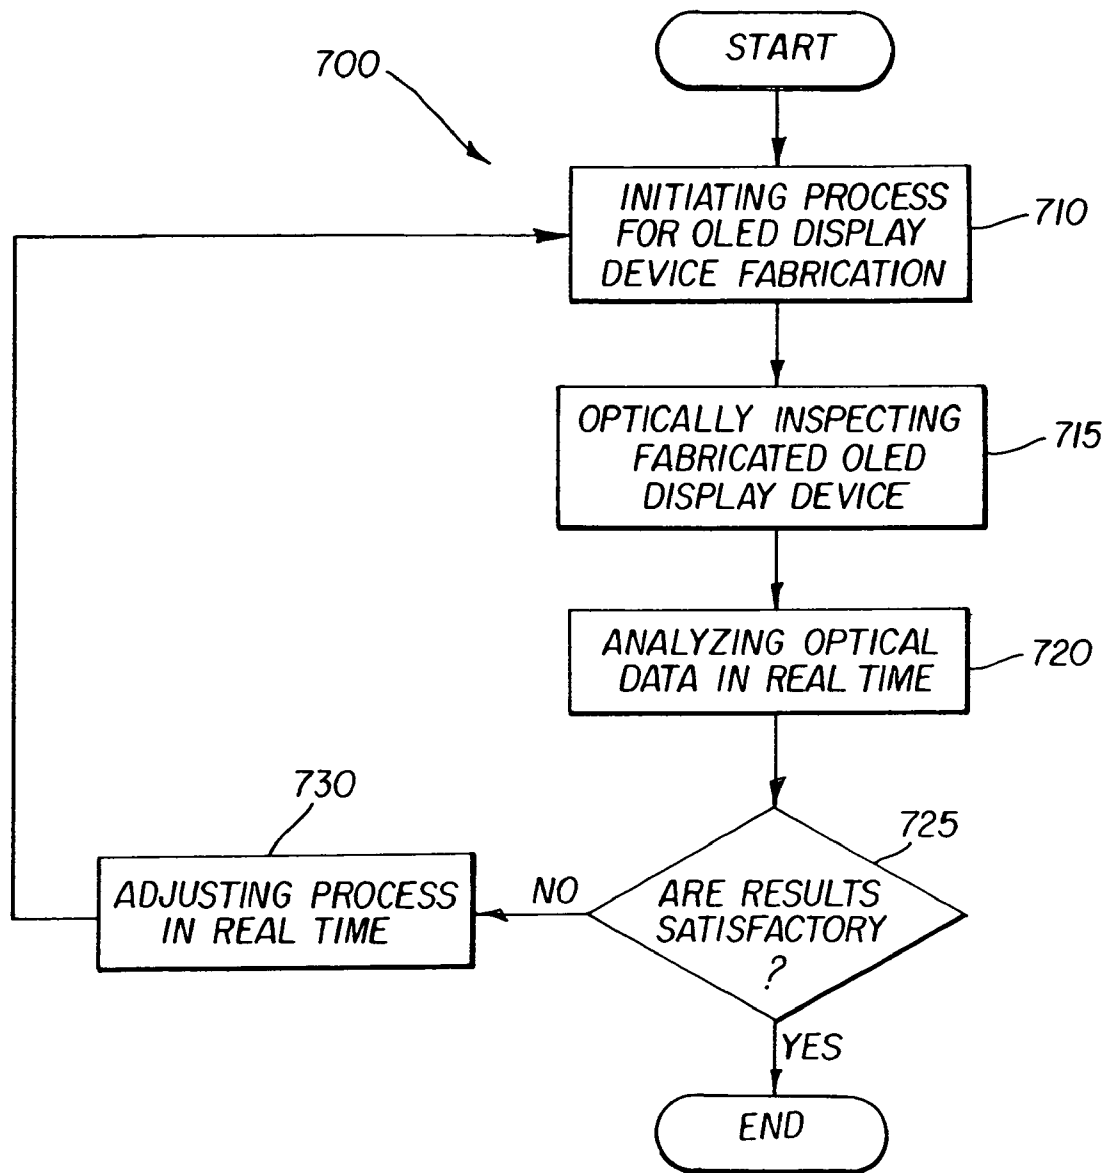 START
700
INITIATING PROCESS
FOR OLED DISPLAY
DEVICE FABRICATION
710
OPTICALLY INSPECTING
FABRICATED OLED
DISPLAY DEVICE
715
ANALYZING OPTICAL
DATA IN REAL TIME
720
730
ADJUSTING PROCESS
IN REAL TIME
NO
725
ARE RESULTS
SATISFACTORY
?
YES
END